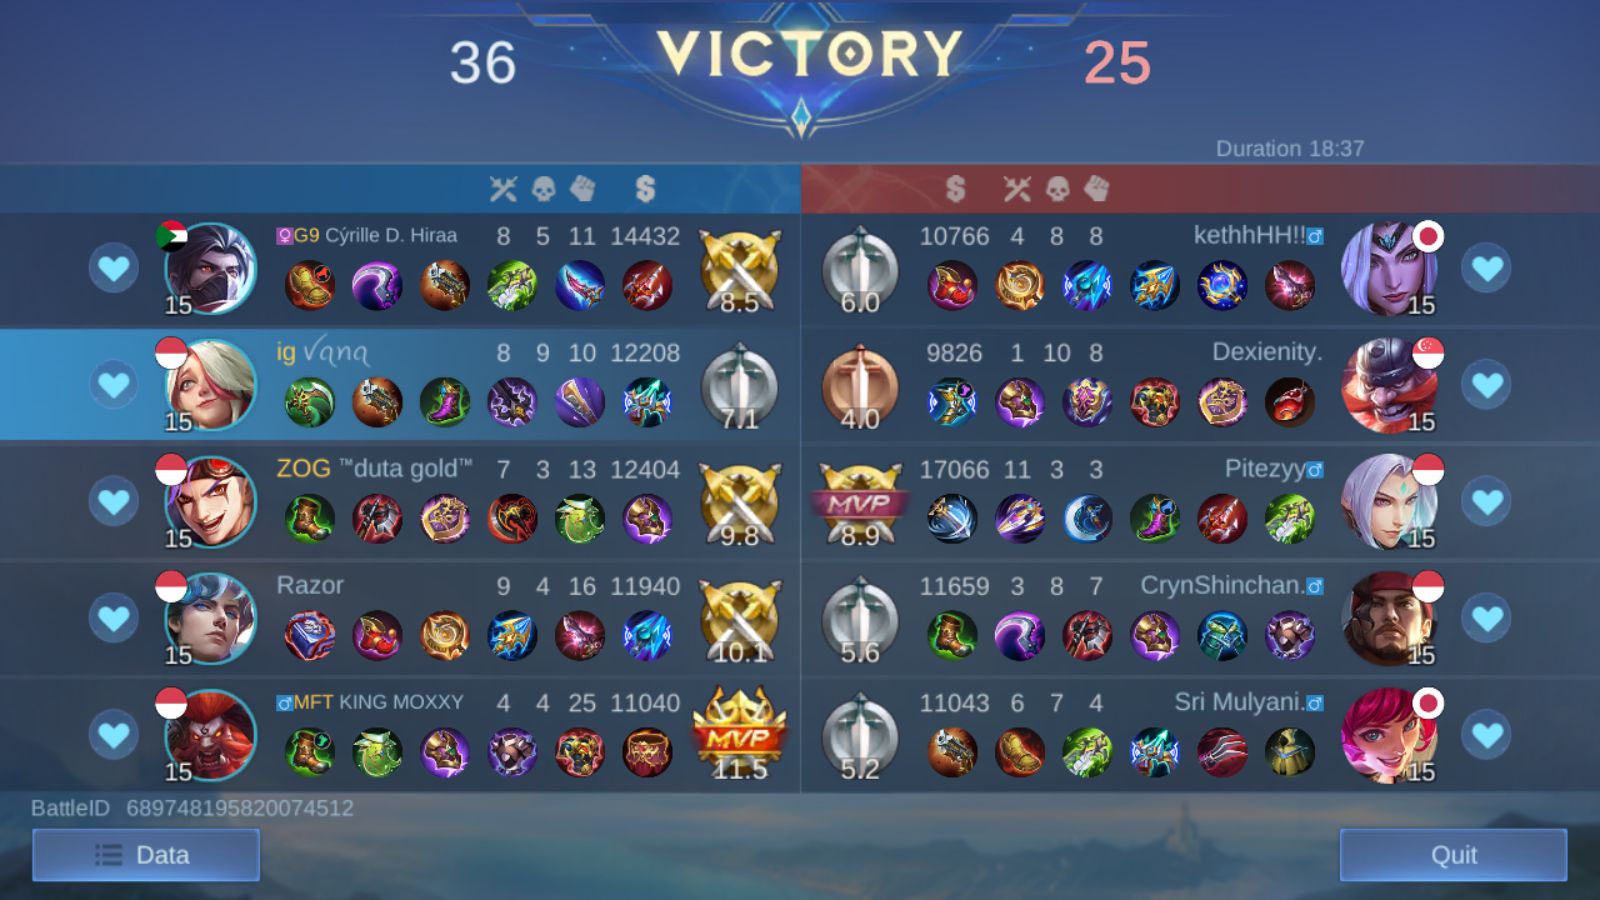 36 VICTORY 25
Duration 18:37
G9 Cýrille D. Hiraa 8 5 11 14432 8.5 15
6.0 10766 4 8 8 kethhHH!! 15
ig Vana 8 9 10 12208 7.1 15
4.0 9826 1 10 8 Dexienity. 15
ZOG ™duta gold™ 7 3 13 12404 9.8 15
MVP 8.9 17066 11 3 3 Pitezyy 15
Razor 9 4 16 11940 10.1 15
5.6 11659 3 8 7 CrynShinchan. 15
MFT KING MOXXY 4 4 25 11040 MVP 11.5 15
5.2 11043 6 7 4 Sri Mulyani. 15
BattleID 689748195820074512
Data
Quit